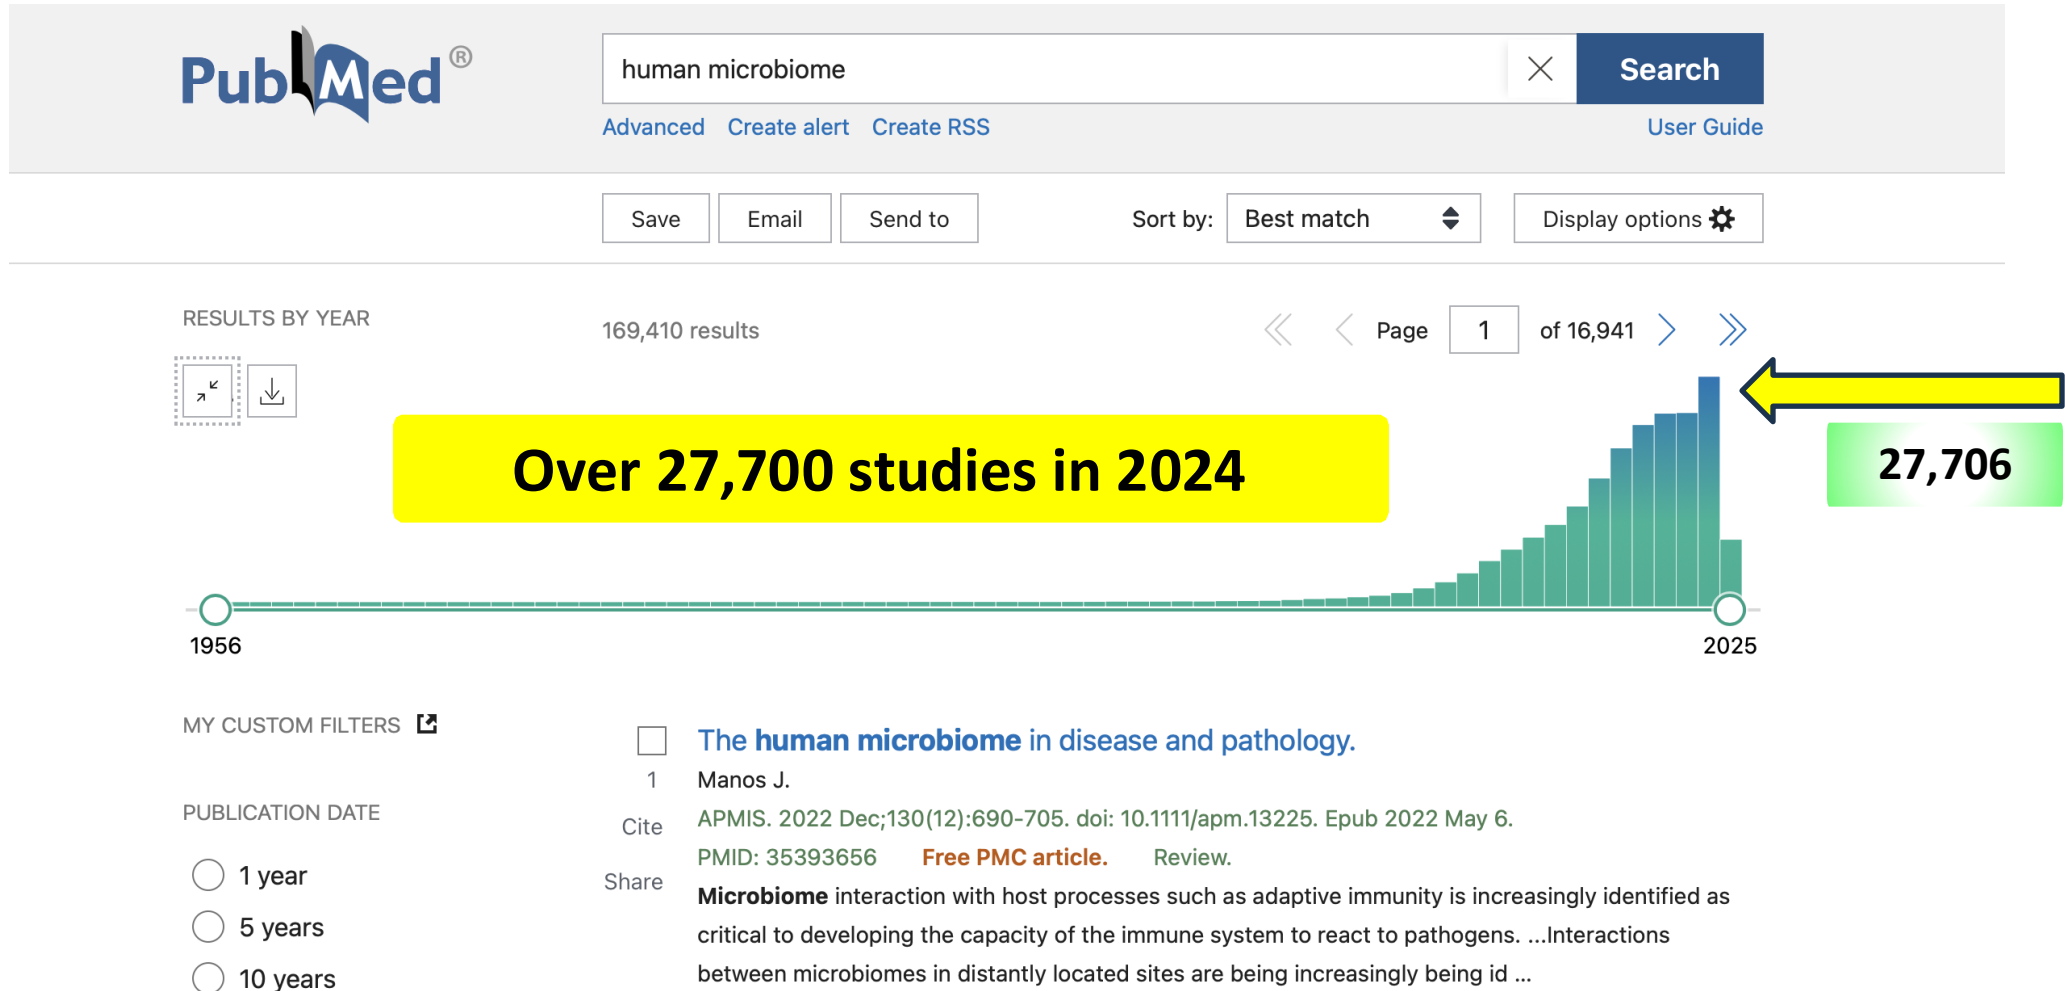 PubMed®
human microbiome
Search
Advanced Create alert Create RSS
User Guide
Save Email Send to
Sort by: Best match
Display options
RESULTS BY YEAR
169,410 results
Page 1 of 16,941
Over 27,700 studies in 2024
27,706
1956
2025
MY CUSTOM FILTERS
PUBLICATION DATE
1 year
5 years
10 years
The human microbiome in disease and pathology.
1
Manos J.
Cite
APMIS. 2022 Dec;130(12):690-705. doi: 10.1111/apm.13225. Epub 2022 May 6.
PMID: 35393656 Free PMC article. Review.
Share
Microbiome interaction with host processes such as adaptive immunity is increasingly identified as
critical to developing the capacity of the immune system to react to pathogens. ...Interactions
between microbiomes in distantly located sites are being increasingly being id ...